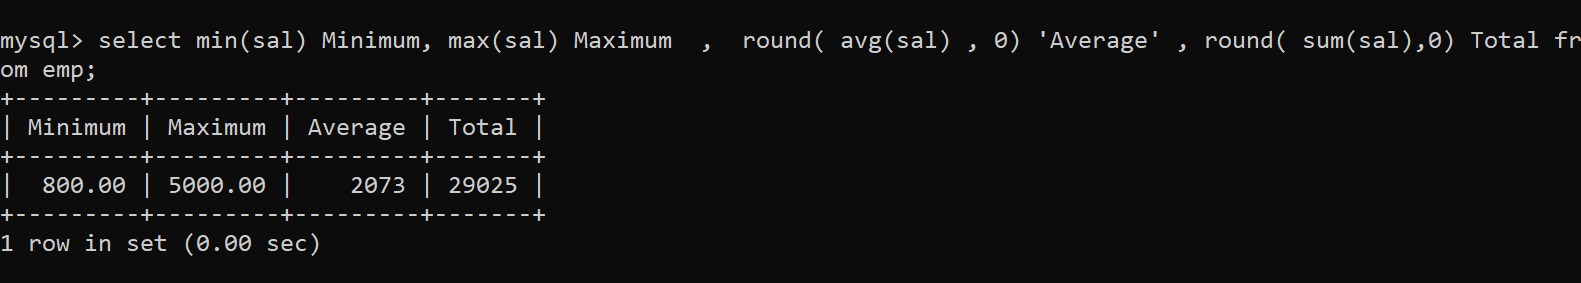 mysql> select min(sal) Minimum, max(sal) Maximum  ,  round( avg(sal) , 0) 'Average' , round( sum(sal),0) Total fr
om emp;
+---------+---------+---------+-------+
| Minimum | Maximum | Average | Total |
+---------+---------+---------+-------+
|  800.00 | 5000.00 |    2073 | 29025 |
+---------+---------+---------+-------+
1 row in set (0.00 sec)